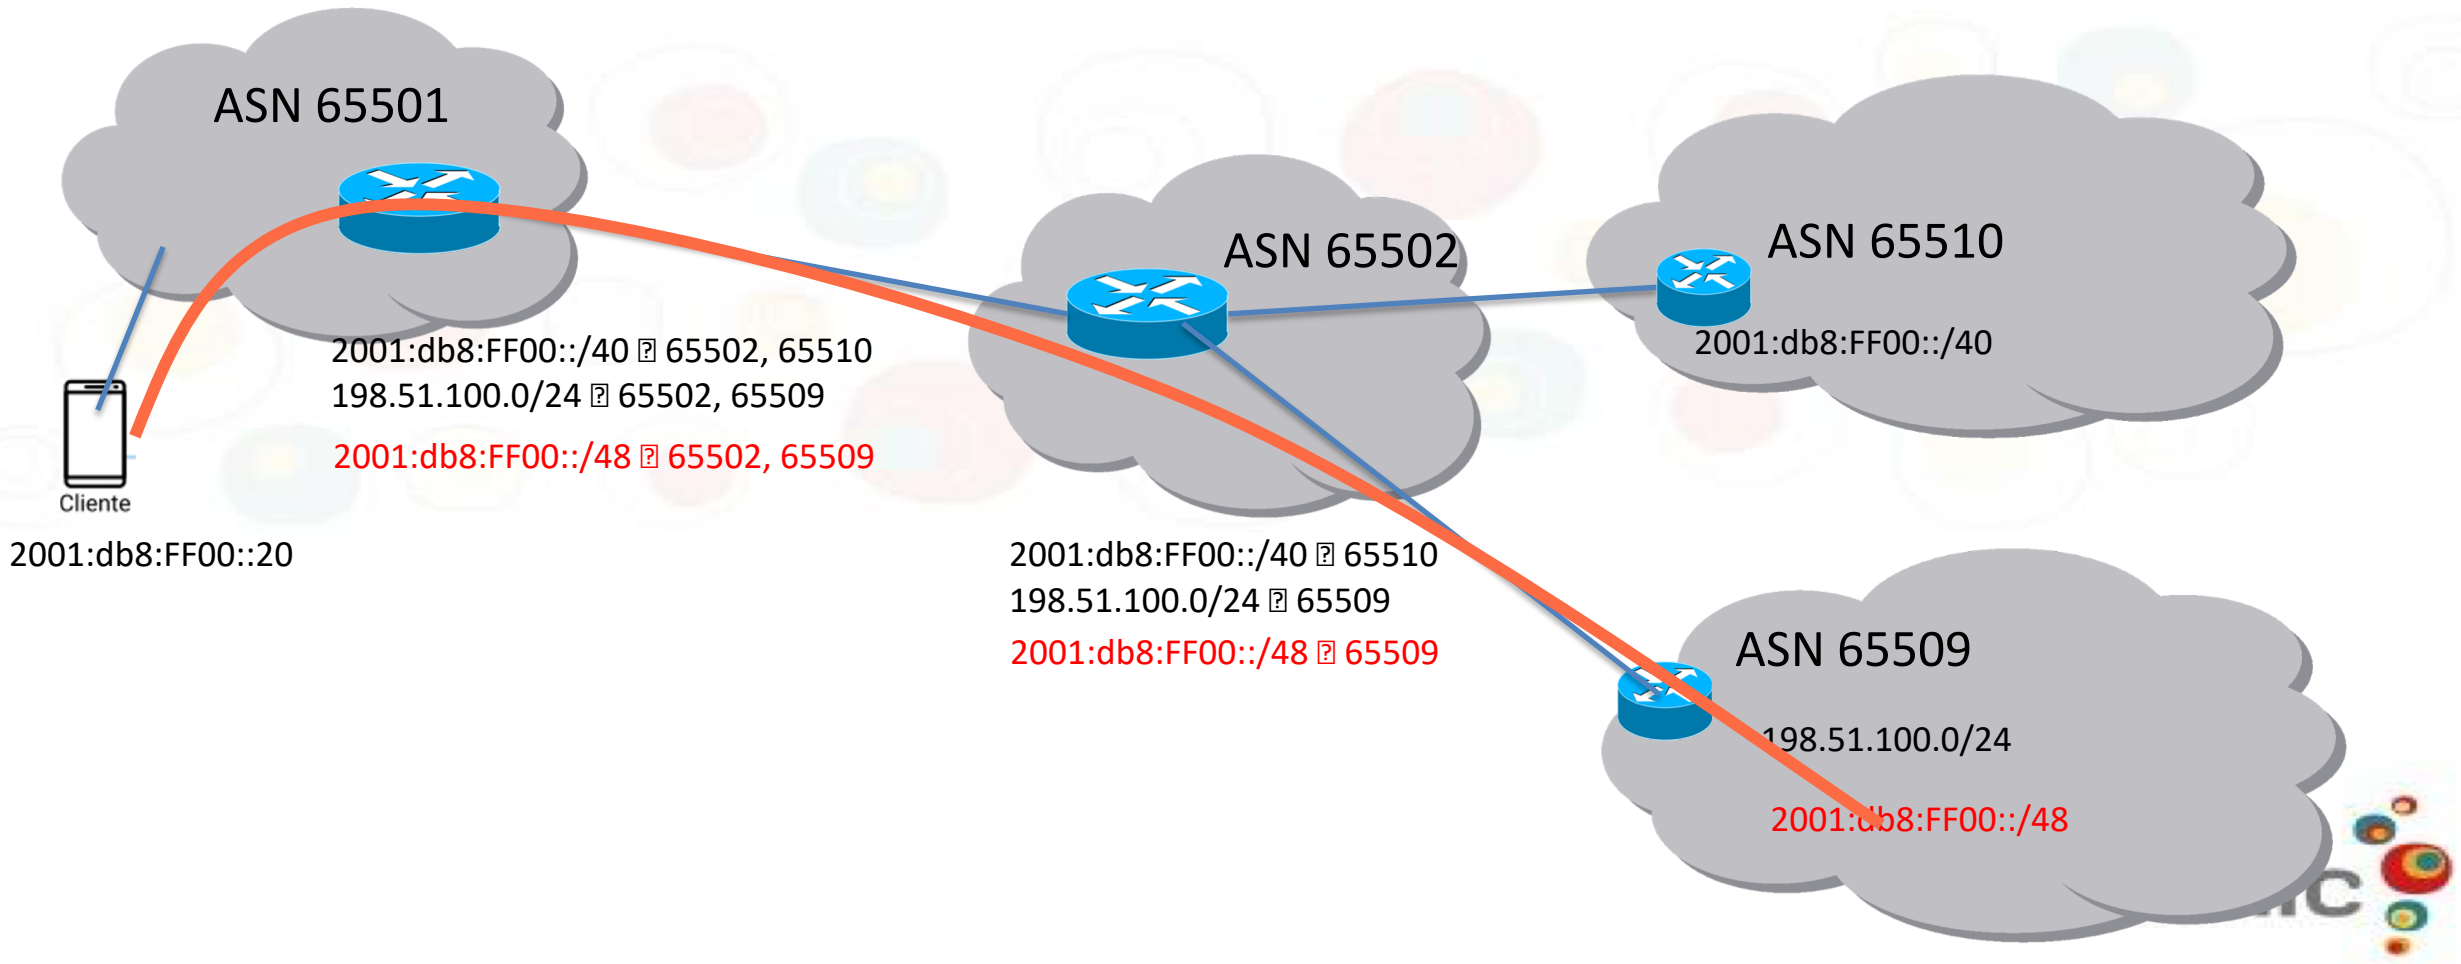 ASN 65501
2001:db8:FF00::/40 ⍰ 65502, 65510
198.51.100.0/24 ⍰ 65502, 65509
2001:db8:FF00::/48 ⍰ 65502, 65509
Cliente
2001:db8:FF00::20
ASN 65502
2001:db8:FF00::/40 ⍰ 65510
198.51.100.0/24 ⍰ 65509
2001:db8:FF00::/48 ⍰ 65509
ASN 65510
2001:db8:FF00::/40
ASN 65509
198.51.100.0/24
2001:db8:FF00::/48